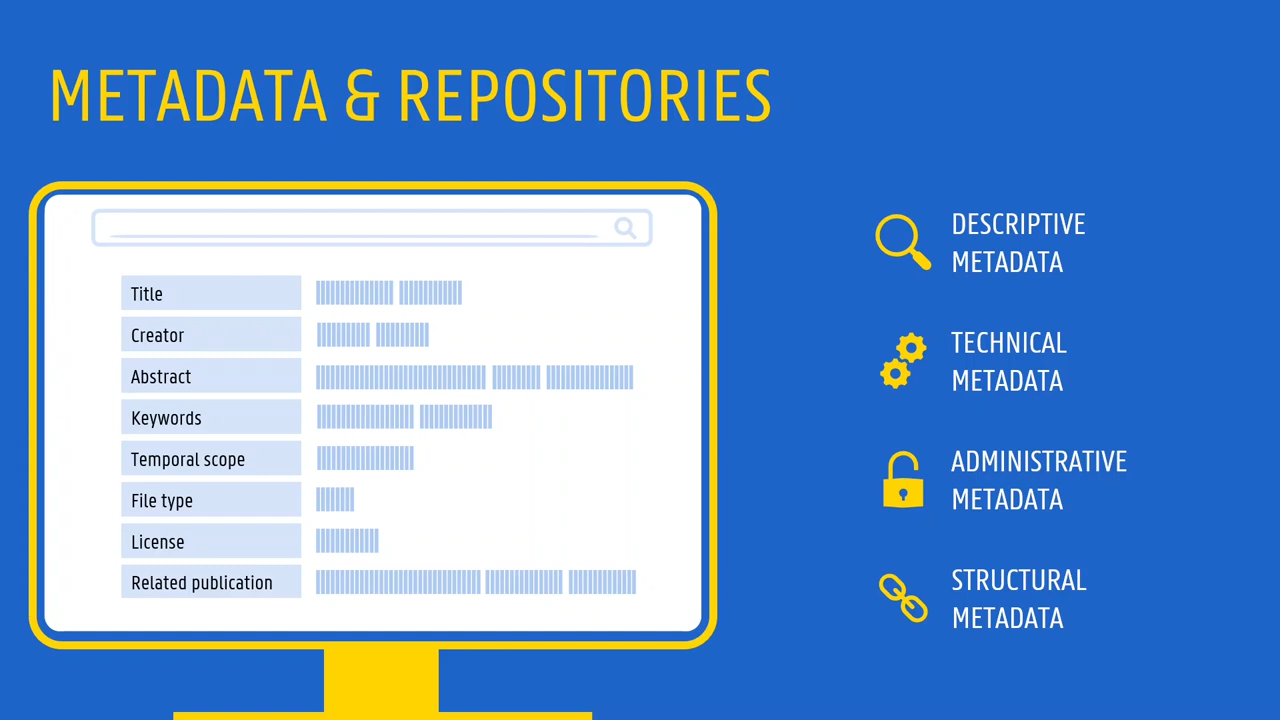 METADATA & REPOSITORIES
Title
Creator
Abstract
Keywords
Temporal scope
File type
License
Related publication
DESCRIPTIVE
METADATA
TECHNICAL
METADATA
ADMINISTRATIVE
METADATA
STRUCTURAL
METADATA